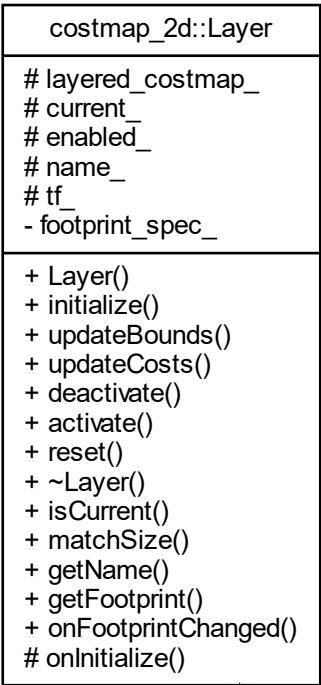 costmap_2d::Layer
# layered_costmap_
# current_
# enabled_
# name_
# tf_
- footprint_spec_
+ Layer()
+ initialize()
+ updateBounds()
+ updateCosts()
+ deactivate()
+ activate()
+ reset()
+ ~Layer()
+ isCurrent()
+ matchSize()
+ getName()
+ getFootprint()
+ onFootprintChanged()
# onInitialize()